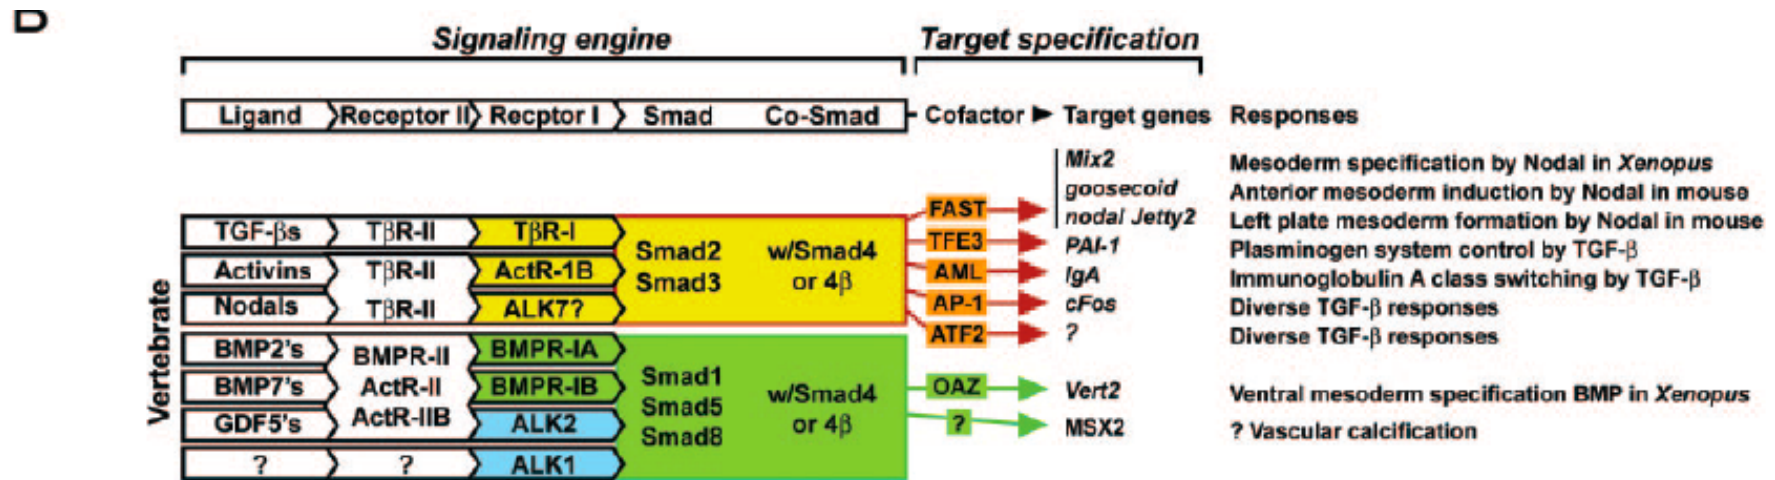 B
Signaling engine Target specification
Ligand Receptor II Recptor I Smad Co-Smad Cofactor Target genes Responses
Mix2 Mesoderm specification by Nodal in Xenopus
goosecoid Anterior mesoderm induction by Nodal in mouse
FAST nodal Jetty2 Left plate mesoderm formation by Nodal in mouse
TGF-βs TβR-II TβR-I TFE3 PAI-1 Plasminogen system control by TGF-β
Smad2 w/Smad4
Activins TβR-II ActR-1B AML IgA Immunoglobulin A class switching by TGF-β
Smad3 or 4β
Nodals TβR-II ALK7? AP-1 cFos Diverse TGF-β responses
ATF2 ? Diverse TGF-β responses
Vertebrate
BMP2's BMPR-II BMPR-IA
Smad1 w/Smad4
BMP7's ActR-II BMPR-IB OAZ Vert2 Ventral mesoderm specification BMP in Xenopus
Smad5 or 4β
GDF5's ActR-IIB ALK2 ? MSX2 ? Vascular calcification
Smad8
? ? ALK1